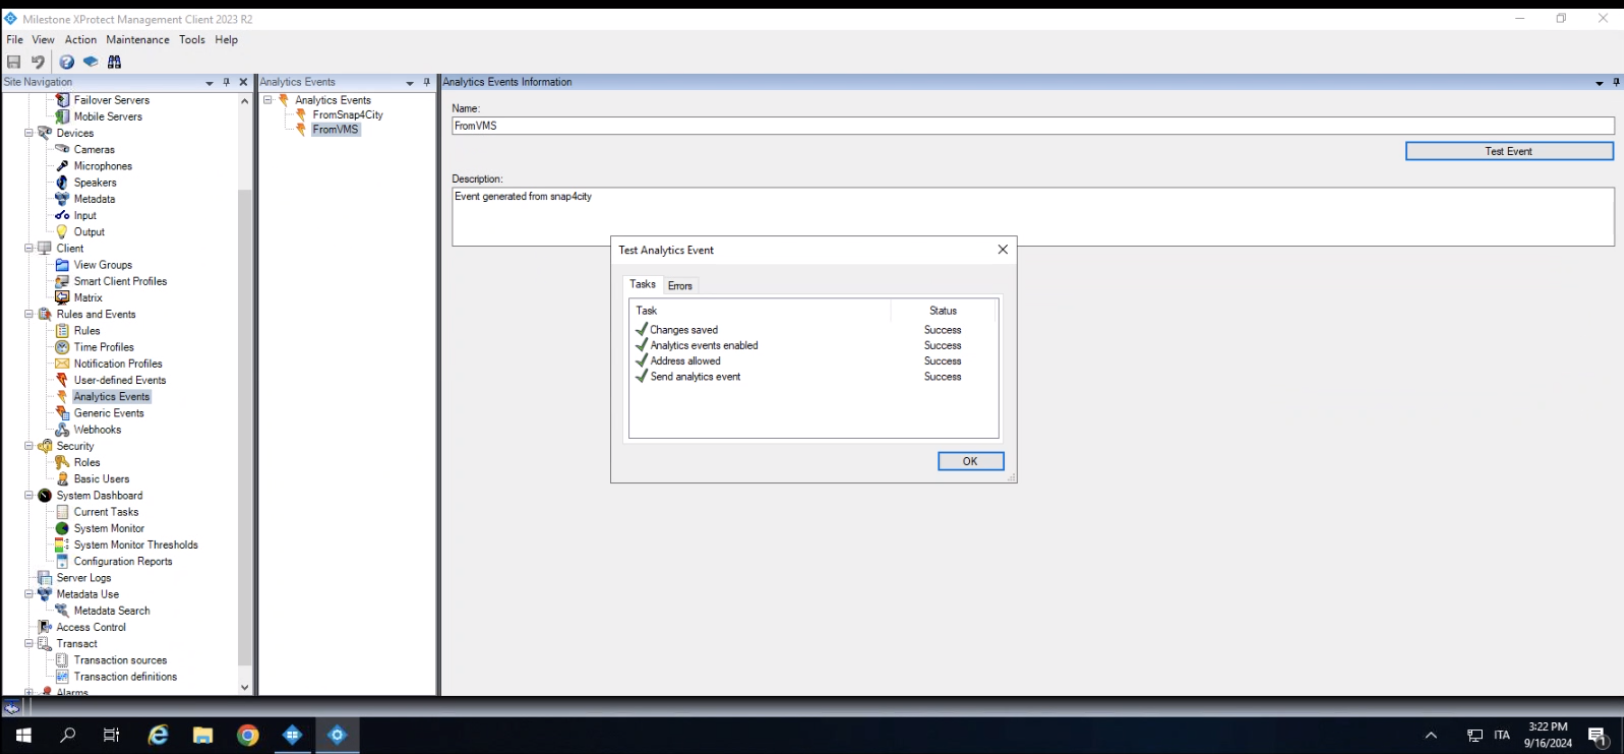 Milestone XProtect Management Client 2023 R2
File View Action Maintenance Tools Help
Site Navigation
Failover Servers
Mobile Servers
Devices
Cameras
Microphones
Speakers
Metadata
Input
Output
Client
View Groups
Smart Client Profiles
Matrix
Rules and Events
Rules
Time Profiles
Notification Profiles
User-defined Events
Analytics Events
Generic Events
Webhooks
Security
Roles
Basic Users
System Dashboard
Current Tasks
System Monitor
System Monitor Thresholds
Configuration Reports
Server Logs
Metadata Use
Metadata Search
Access Control
Transact
Transaction sources
Transaction definitions
Alarms
Analytics Events
Analytics Events
FromSnap4City
FromVMS
Analytics Events Information
Name:
FromVMS
Test Event
Description:
Event generated from snap4city
Test Analytics Event
Tasks Errors
Task Status
Changes saved Success
Analytics events enabled Success
Address allowed Success
Send analytics event Success
OK
ITA
3:22 PM
9/16/2024
1